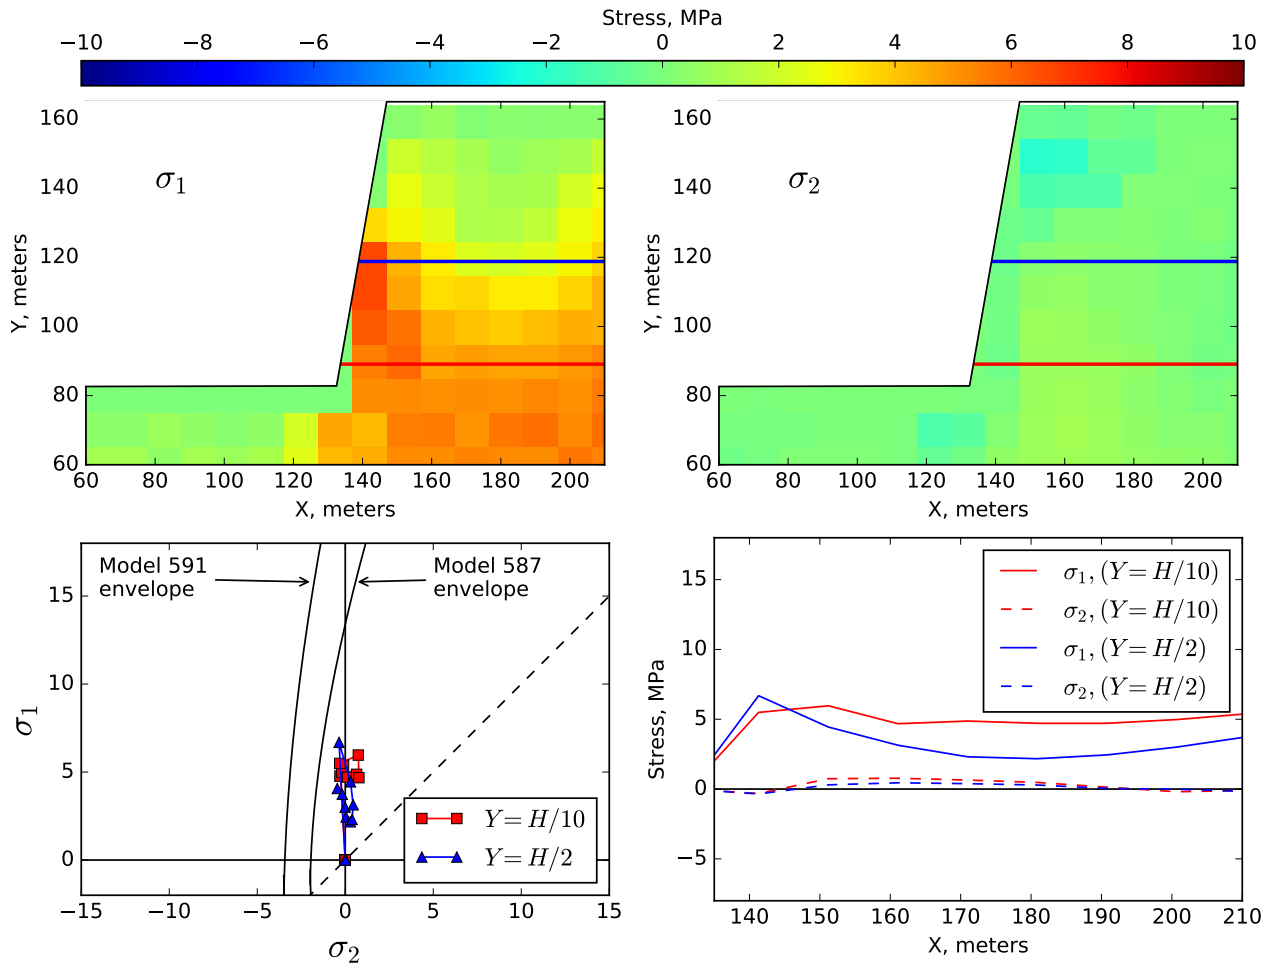 Stress, MPa
−10 −8 −6 −4 −2 0 2 4 6 8 10
160
140
120
100
80
60
Y, meters
σ1
60 80 100 120 140 160 180 200
X, meters
160
140
120
100
80
60
Y, meters
σ2
60 80 100 120 140 160 180 200
X, meters
15
10
5
0
σ1
Model 591
envelope
Model 587
envelope
Y=H/10
Y=H/2
−15 −10 −5 0 5 10 15
σ2
15
10
5
0
−5
Stress, MPa
σ1,(Y=H/10)
σ2,(Y=H/10)
σ1,(Y=H/2)
σ2,(Y=H/2)
140 150 160 170 180 190 200 210
X, meters